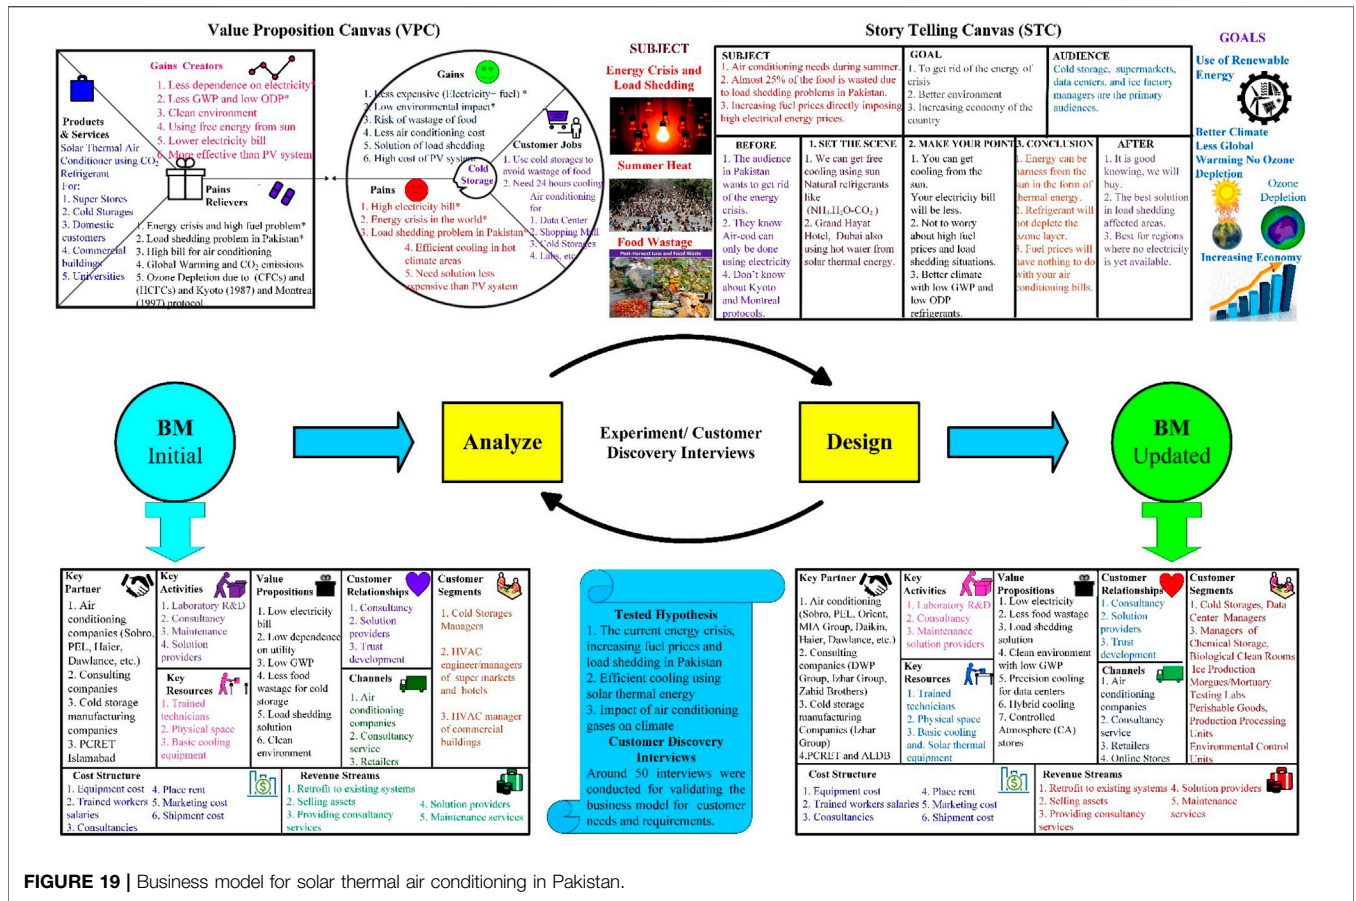 Value Proposition Canvas (VPC)
Gains Creators
1. Less dependence on electricity*
2. Less GWP and low ODP*
3. Clean environment
4. Using free energy from sun
5. Lower electricity bill
6. More effective than PV system
Products
& Services
Solar Thermal Air
Conditioner using CO2
Refrigerant
For:
1. Super Stores
2. Cold Storages
3. Domestic
customers
4. Commercial
buildings
5. Universities
Pains
Relievers
1. Energy crisis and high fuel problem*
2. Load shedding problem in Pakistan*
3. High bill for air conditioning
4. Global Warming and CO2 emissions
5. Ozone Depletion due to (CFCs) and
(HCFCs) and Kyoto (1987) and Montreal
(1997) protocol
Gains
1. Less expensive (Electricity– fuel) *
2. Low environmental impact*
3. Risk of wastage of food
4. Less air conditioning cost
5. Solution of load shedding
6. High cost of PV system
Cold
Storage
Customer Jobs
1. Use cold storages to
avoid wastage of food
2. Need 24 hours cooling
Air conditioning
for
1. Data Center
2. Shopping Mall
3. Cold Storages
4. Labs, etc
Pains
1. High electricity bill*
2. Energy crisis in the world*
3. Load shedding problem in Pakistan*
4. Efficient cooling in hot
climate areas
5. Need solution less
expensive than PV system
SUBJECT
Energy Crisis and
Load Shedding
Summer Heat
Food Wastage
Post-Harvest Loss and Food Waste
Story Telling Canvas (STC)
SUBJECT
1. Air conditioning needs during summer.
2. Almost 25% of the food is wasted due
to load shedding problems in Pakistan.
3. Increasing fuel prices directly imposing
high electrical energy prices.
GOAL
1. To get rid of the energy of
crisis
2. Better environment
3. Increasing economy of the
country
AUDIENCE
Cold storage, supermarkets,
data centers, and ice factory
managers are the primary
audiences.
BEFORE
1. The audience
in Pakistan
wants to get rid
of the energy
crisis.
2. They know
Air-cod can
only be done
using electricity
4. Don't know
about Kyoto
and Montreal
protocols.
1. SET THE SCENE
1. We can get free
cooling using sun
Natural refrigerants
like
(NH3,H2O-CO2 )
2. Grand Hayat
Hotel, Dubai also
using hot water from
solar thermal energy.
2. MAKE YOUR POINT
1. You can get
cooling from the
sun.
Your electricity bill
will be less.
2. Not to worry
about high fuel
prices and load
shedding situations.
3. Better climate
with low GWP and
low ODP
refrigerants.
3. CONCLUSION
1. Energy can be
harness from the
sun in the form of
thermal energy.
2. Refrigerant will
not deplete the
ozone layer.
3. Fuel prices will
have nothing to do
with your air
conditioning bills.
AFTER
1. It is good
knowing, we will
buy.
2. The best solution
in load shedding
affected areas.
3. Best for regions
where no electricity
is yet available.
GOALS
Use of Renewable
Energy
Better Climate
Less Global
Warming No Ozone
Depletion
Ozone
Depletion
Increasing Economy
BM
Initial
Analyze
Experiment/ Customer
Discovery Interviews
Design
BM
Updated
Key
Partner
1. Air
conditioning
companies (Sobro,
PEL, Haier,
Dawlance, etc.)
2. Consulting
companies
3. Cold storage
manufacturing
companies
3. PCRET
Islamabad
Key
Activities
1. Laboratory R&D
2. Consultancy
3. Maintenance
4. Solution
providers
Key
Resources
1. Trained
technicians
2. Physical space
3. Basic cooling
equipment
Value
Propositions
1. Low electricity
bill
2. Low dependence
on utility
3. Low GWP
4. Less food
wastage for cold
storage
5. Load shedding
solution
6. Clean
environment
Customer
Relationships
1. Consultancy
2. Solution
providers
3. Trust
development
Channels
1. Air
conditioning
companies
2. Consultancy
service
3. Retailers
Customer
Segments
1. Cold Storages
Managers
2. HVAC
engineer/managers
of super markets
and hotels
3. HVAC manager
of commercial
buildings
Cost Structure
1. Equipment cost
2. Trained workers
salaries
3. Consultancies
4. Place rent
5. Marketing cost
6. Shipment cost
Revenue Streams
1. Retrofit to existing systems
2. Selling assets
3. Providing consultancy
services
4. Solution providers
5. Maintenance services
Tested Hypothesis
1. The current energy crisis,
increasing fuel prices and
load shedding in Pakistan
2. Efficient cooling using
solar thermal energy
3. Impact of air conditioning
gases on climate
Customer Discovery
Interviews
Around 50 interviews were
conducted for validating the
business model for customer
needs and requirements.
Key Partner
1. Air conditioning
(Sobro, PEL, Orient,
MIA Group, Daikin,
Haier, Dawlance, etc.)
2. Consulting
companies (DWP
Group, Izhar Group,
Zahid Brothers)
3. Cold storage
manufacturing
Companies (Izhar
Group)
4.PCRET and AEDB
Key
Activities
1. Laboratory R&D
2. Consultancy
3. Maintenance
solution providers
Key
Resources
1. Trained
technicians
2. Physical space
3. Basic cooling
and. Solar thermal
equipment
Value
Propositions
1. Low electricity
2. Less food wastage
3. Load shedding
solution
4. Clean environment
with low GWP
5. Precision cooling
for data centers
6. Hybrid cooling
7. Controlled
Atmosphere (CA)
stores
Customer
Relationships
1. Consultancy
2. Solution
providers
3. Trust
development
Channels
1. Air
conditioning
companies
2. Consultancy
service
3. Retailers
4. Online Stores
Customer
Segments
1. Cold Storages, Data
Center Managers
3. Managers of
Chemical Storage,
Biological Clean Rooms
Ice Production
Morgues/Mortuary
Testing Labs
Perishable Goods,
Production Processing
Units
Environmental Control
Units
Cost Structure
1. Equipment cost
2. Trained workers salaries
3. Consultancies
4. Place rent
5. Marketing cost
6. Shipment cost
Revenue Streams
1. Retrofit to existing systems
2. Selling assets
3. Providing consultancy
services
4. Solution providers
5. Maintenance
services
FIGURE 19 | Business model for solar thermal air conditioning in Pakistan.